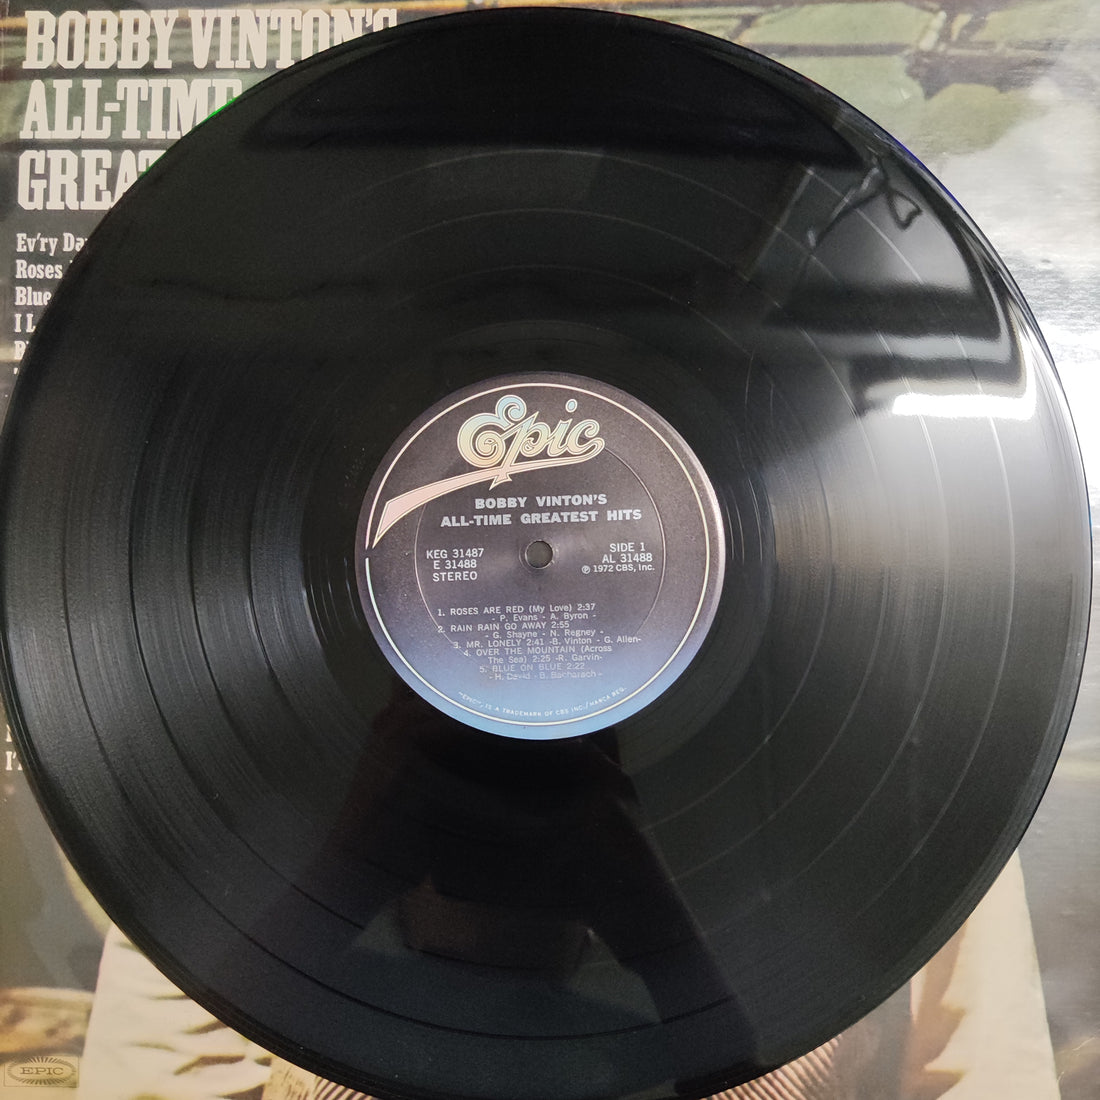 BOBBY VINTON'S
ALL-TIME
GREAT
Ev'ry Day
Roses
Blue
I L
I'
EPIC
Epic
BOBBY VINTON'S
ALL-TIME GREATEST HITS
KEG 31487
E 31488
STEREO
SIDE 1
AL 31488
℗ 1972 CBS, Inc.
1. ROSES ARE RED (My Love) 2:37
- P. Evans - A. Byron -
2. RAIN RAIN GO AWAY 2:55
- G. Shayne - N. Regney -
3. MR. LONELY 2:41 -B. Vinton - G. Allen-
4. OVER THE MOUNTAIN (Across
The Sea) 2:25 -R. Garvin-
5. BLUE ON BLUE 2:22
- H. David - B. Bacharach -
"EPIC", IS A TRADEMARK OF CBS INC./MARCA REG.